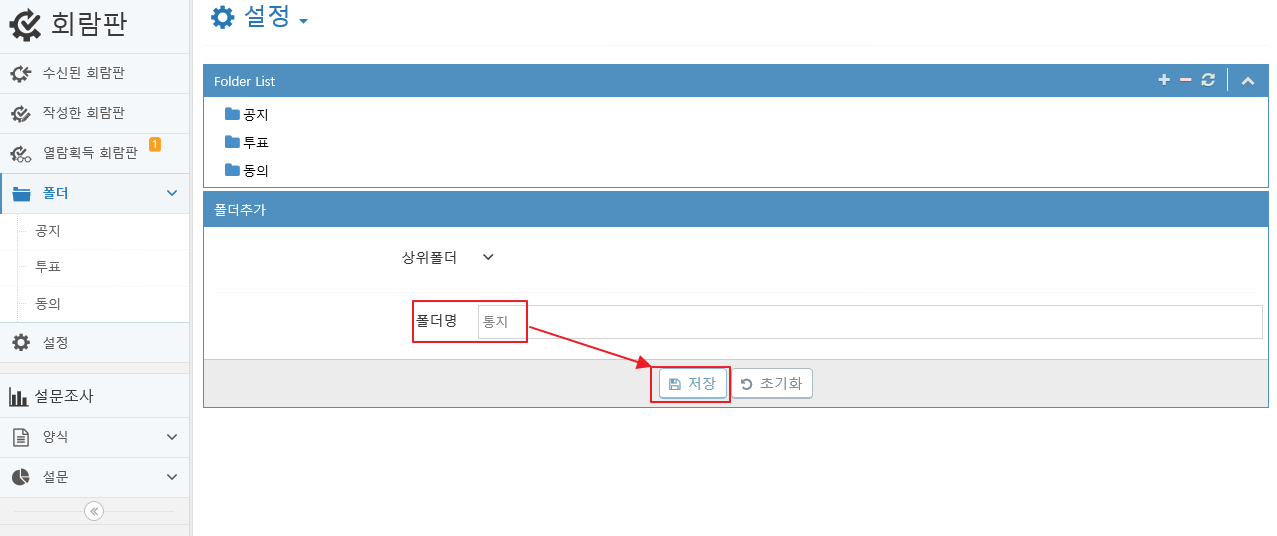 회람판
수신된 회람판
작성한 회람판
열람획득 회람판 1
폴더
공지
투표
동의
설정
설문조사
양식
설문
설정
Folder List
공지
투표
동의
폴더추가
상위폴더
폴더명 통지
저장 초기화